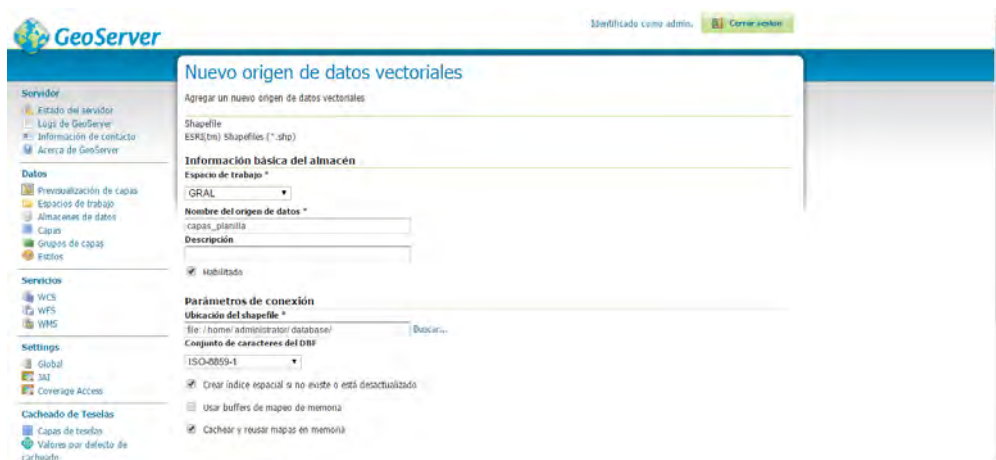 Identificado como admin.
Cerrar sesion
GeoServer
Servidor
Estado del servidor
Logs de GeoServer
Información de contacto
Acerca de GeoServer
Datos
Previsualización de capas
Espacios de trabajo
Almacenes de datos
Capas
Grupos de capas
Estilos
Servicios
WCS
WFS
WMS
Settings
Global
JAI
Coverage Access
Cacheado de Teselas
Capas de teselas
Valores por defecto de
cacheado
Nuevo origen de datos vectoriales
Agregar un nuevo origen de datos vectoriales
Shapefile
ESRI(tm) Shapefiles (*.shp)
Información básica del almacén
Espacio de trabajo *
GRAL
Nombre del origen de datos *
capas_planilla
Descripción
Habilitado
Parámetros de conexión
Ubicación del shapefile *
file:/home/administrator/database/
Buscar...
Conjunto de caracteres del DBF
ISO-8859-1
Crear índice espacial si no existe o está desactualizado
Usar buffers de mapeo de memoria
Cachear y reusar mapas en memoria